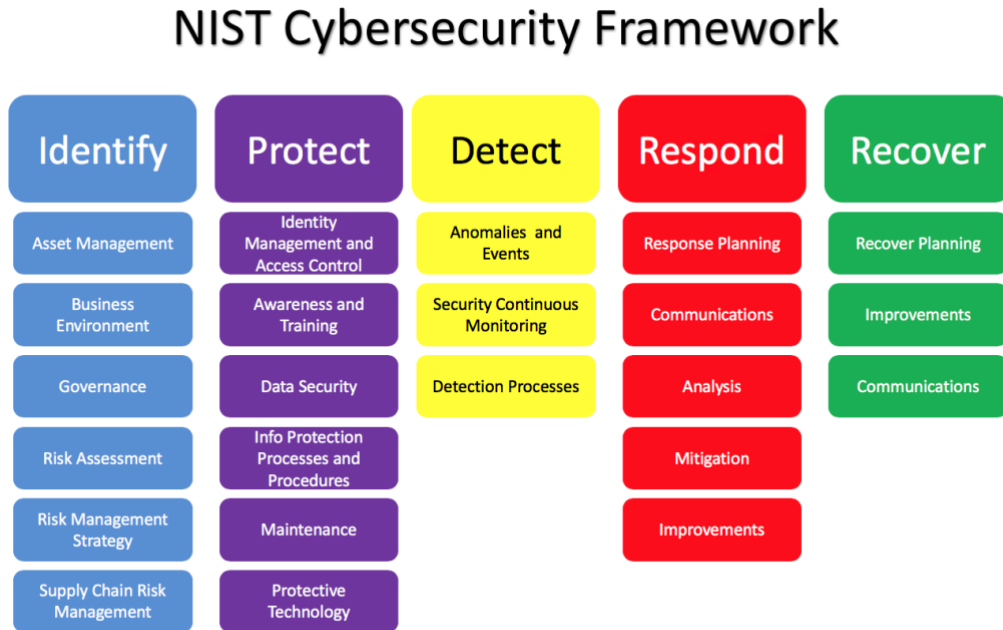 NIST Cybersecurity Framework
Identify
Asset Management
Business
Environment
Governance
Risk Assessment
Risk Management
Strategy
Supply Chain Risk
Management
Protect
Identity
Management and
Access Control
Awareness and
Training
Data Security
Info Protection
Processes and
Procedures
Maintenance
Protective
Technology
Detect
Anomalies and
Events
Security Continuous
Monitoring
Detection Processes
Respond
Response Planning
Communications
Analysis
Mitigation
Improvements
Recover
Recover Planning
Improvements
Communications